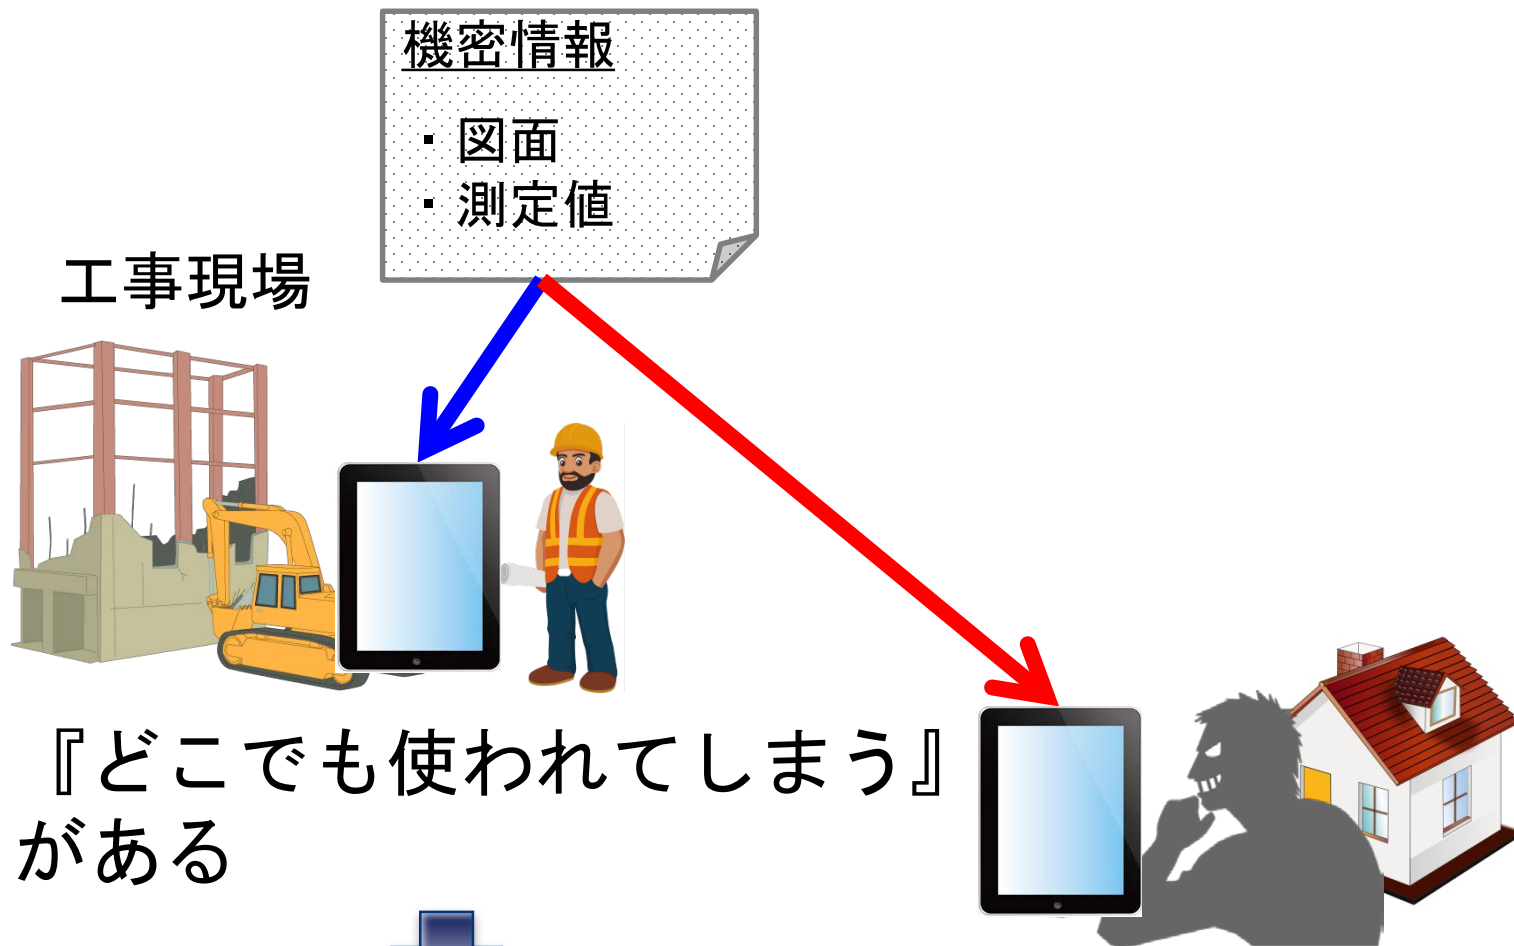 機密情報
・図面
・測定値
工事現場
『どこでも使われてしまう』
がある